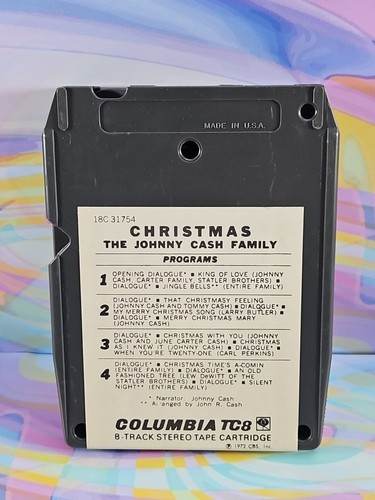 MADE IN U.S.A.
18C 31754
CHRISTMAS
THE JOHNNY CASH FAMILY
PROGRAMS
1 OPENING DIALOGUE* ■ KING OF LOVE (JOHNNY
CASH, CARTER FAMILY, STATLER BROTHERS) ■
DIALOGUE* ■ JINGLE BELLS** (ENTIRE FAMILY)
2 DIALOGUE* ■ THAT CHRISTMASY FEELING
(JOHNNY CASH AND TOMMY CASH) ■ DIALOGUE* ■
MY MERRY CHRISTMAS SONG (LARRY BUTLER) ■
DIALOGUE ■ MERRY CHRISTMAS MARY
(JOHNNY CASH)
3 DIALOGUE* ■ CHRISTMAS WITH YOU (JOHNNY
CASH AND JUNE CARTER CASH) ■ CHRISTMAS
AS I KNEW IT (JOHNNY CASH) ■ DIALOGUE* ■
WHEN YOU'RE TWENTY-ONE (CARL PERKINS)
4 DIALOGUE* ■ CHRISTMAS TIME'S A-COMIN
(ENTIRE FAMILY) ■ DIALOGUE* ■ AN OLD
FASHIONED TREE (LEW DeWITT OF THE
STATLER BROTHERS) ■ DIALOGUE ■ SILENT
NIGHT** (ENTIRE FAMILY)
* Narrator: Johnny Cash
** Arranged by John R. Cash
COLUMBIA TC8
8-TRACK STEREO TAPE CARTRIDGE
℗ 1972 CBS, Inc.